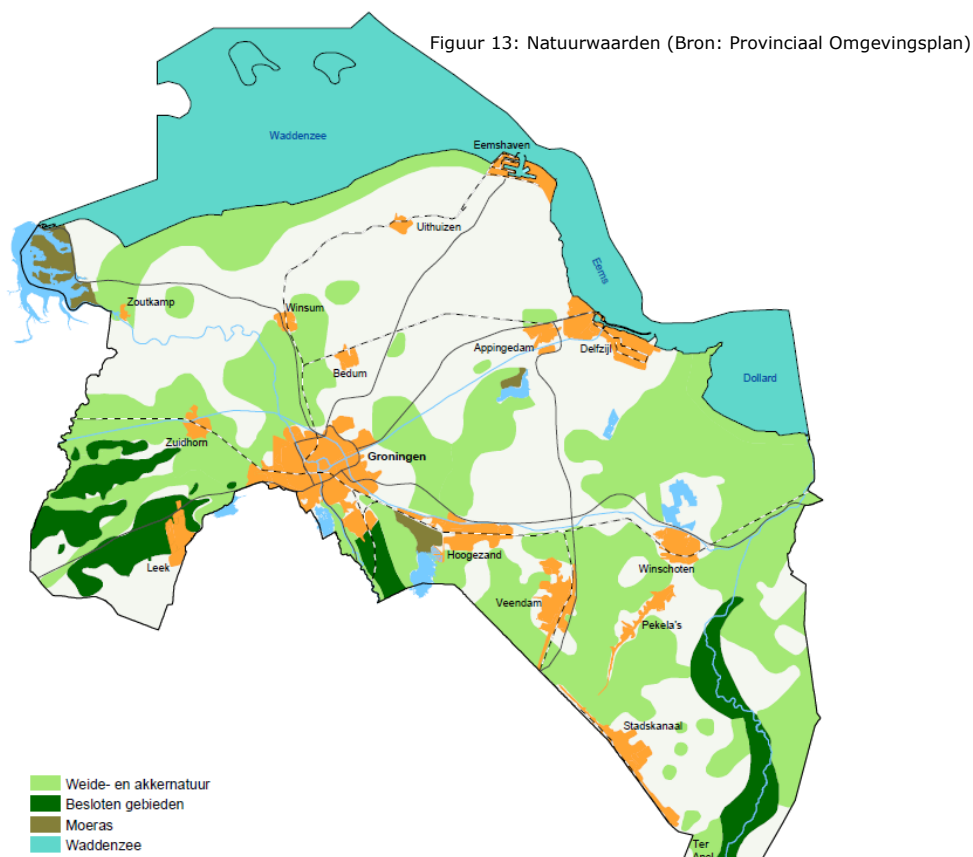 Figuur 13: Natuurwaarden (Bron: Provinciaal Omgevingsplan)
Waddenzee
Eemshaven
Uithuizen
Eems
Zoutkamp
Winsum
Appingedam
Delfzijl
Bedum
Dollard
Zuidhorn
Groningen
Leek
Hoogezand
Winschoten
Veendam
Pekela's
Stadskanaal
Weide- en akkernatuur
Besloten gebieden
Moeras
Waddenzee
Ter
Apel